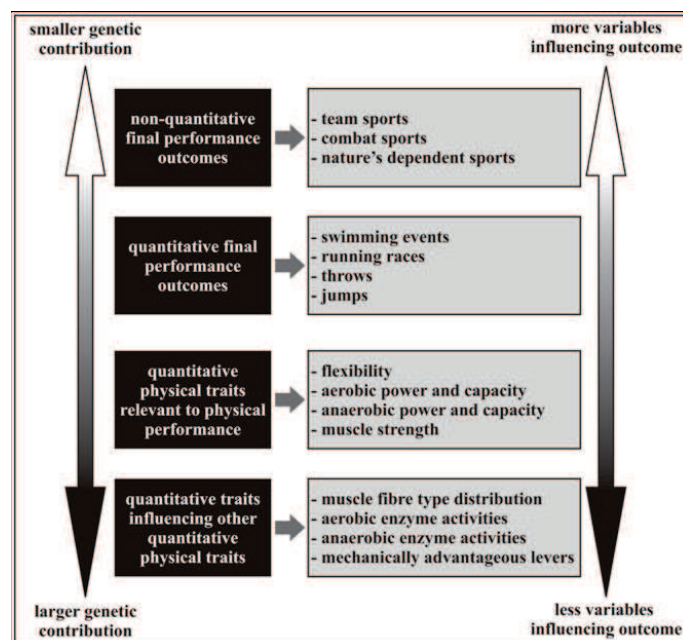 smaller genetic
contribution
more variables
influencing outcome
non-quantitative
final performance
outcomes
- team sports
- combat sports
- nature's dependent sports
quantitative final
performance
outcomes
- swimming events
- running races
- throws
- jumps
quantitative
physical traits
relevant to physical
performance
- flexibility
- aerobic power and capacity
- anaerobic power and capacity
- muscle strength
quantitative traits
influencing other
quantitative
physical traits
- muscle fibre type distribution
- aerobic enzyme activities
- anaerobic enzyme activities
- mechanically advantageous levers
larger genetic
contribution
less variables
influencing outcome